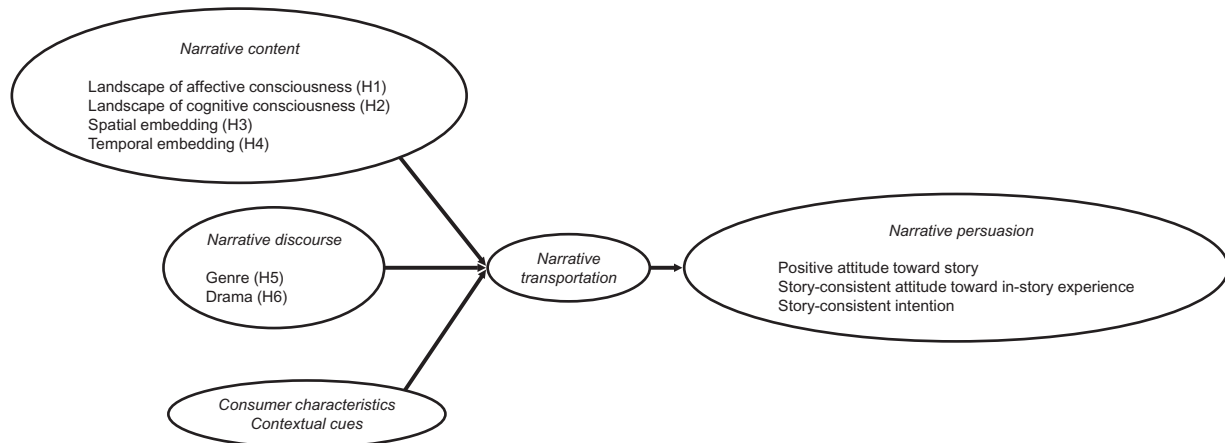 Narrative content
Landscape of affective consciousness (H1)
Landscape of cognitive consciousness (H2)
Spatial embedding (H3)
Temporal embedding (H4)
Narrative discourse
Genre (H5)
Drama (H6)
Consumer characteristics
Contextual cues
Narrative
transportation
Narrative persuasion
Positive attitude toward story
Story-consistent attitude toward in-story experience
Story-consistent intention